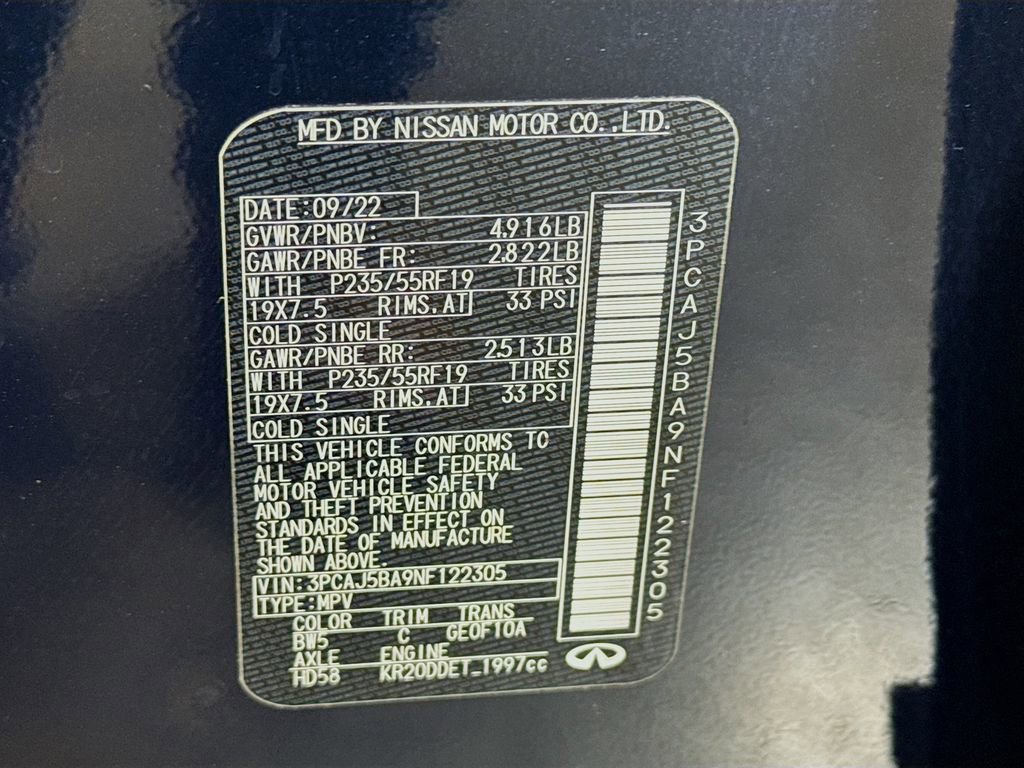 MFD BY NISSAN MOTOR CO.,LTD.
DATE:09/22
GVWR/PNBV: 4.916LB
GAWR/PNBE FR: 2.822LB
WITH P235/55RF19 TIRES
19X7.5 RIMS.AT 33 PSI
COLD SINGLE
GAWR/PNBE RR: 2.513LB
WITH P235/55RF19 TIRES
19X7.5 RIMS.AT 33 PSI
COLD SINGLE
THIS VEHICLE CONFORMS TO
ALL APPLICABLE FEDERAL
MOTOR VEHICLE SAFETY
AND THEFT PREVENTION
STANDARDS IN EFFECT ON
THE DATE OF MANUFACTURE
SHOWN ABOVE.
VIN:3PCAJ5BA9NF122305
TYPE:MPV
COLOR TRIM TRANS
BW5 C GE0F10A
AXLE ENGINE
HD58 KR20DDET_1997cc
3PCAJ5BA9NF122305